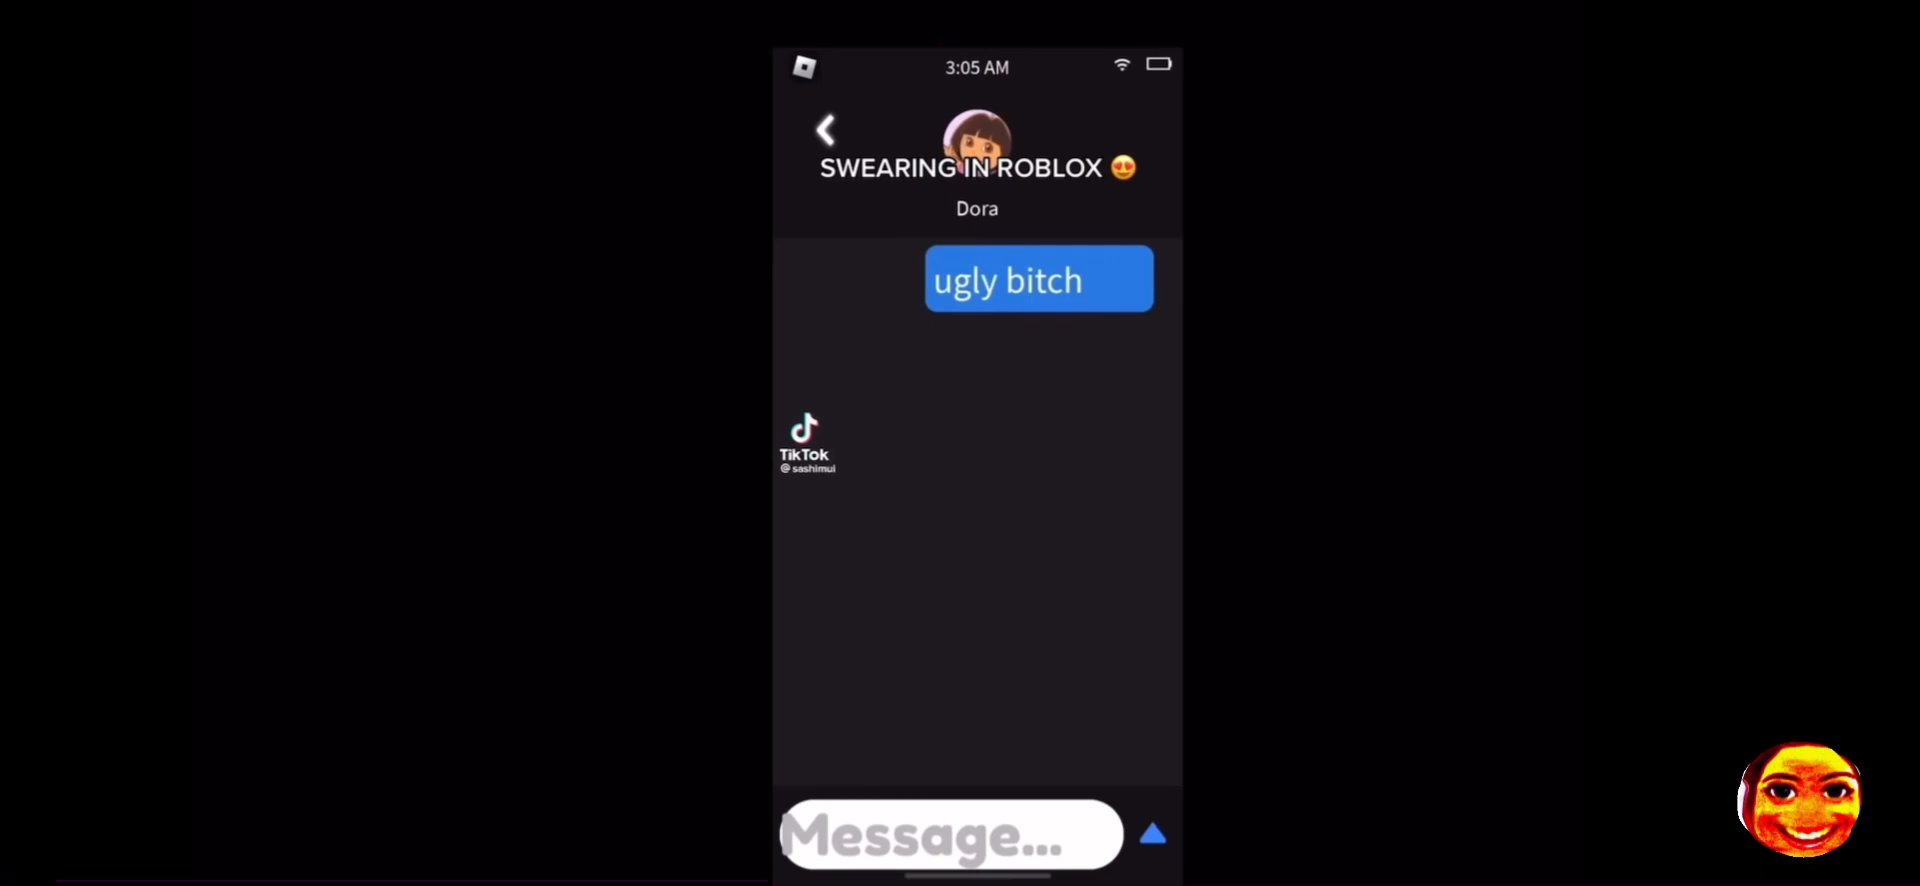 3:05 AM
SWEARING IN ROBLOX 😍
Dora
ugly bitch
TikTok
@sashimui
Message...